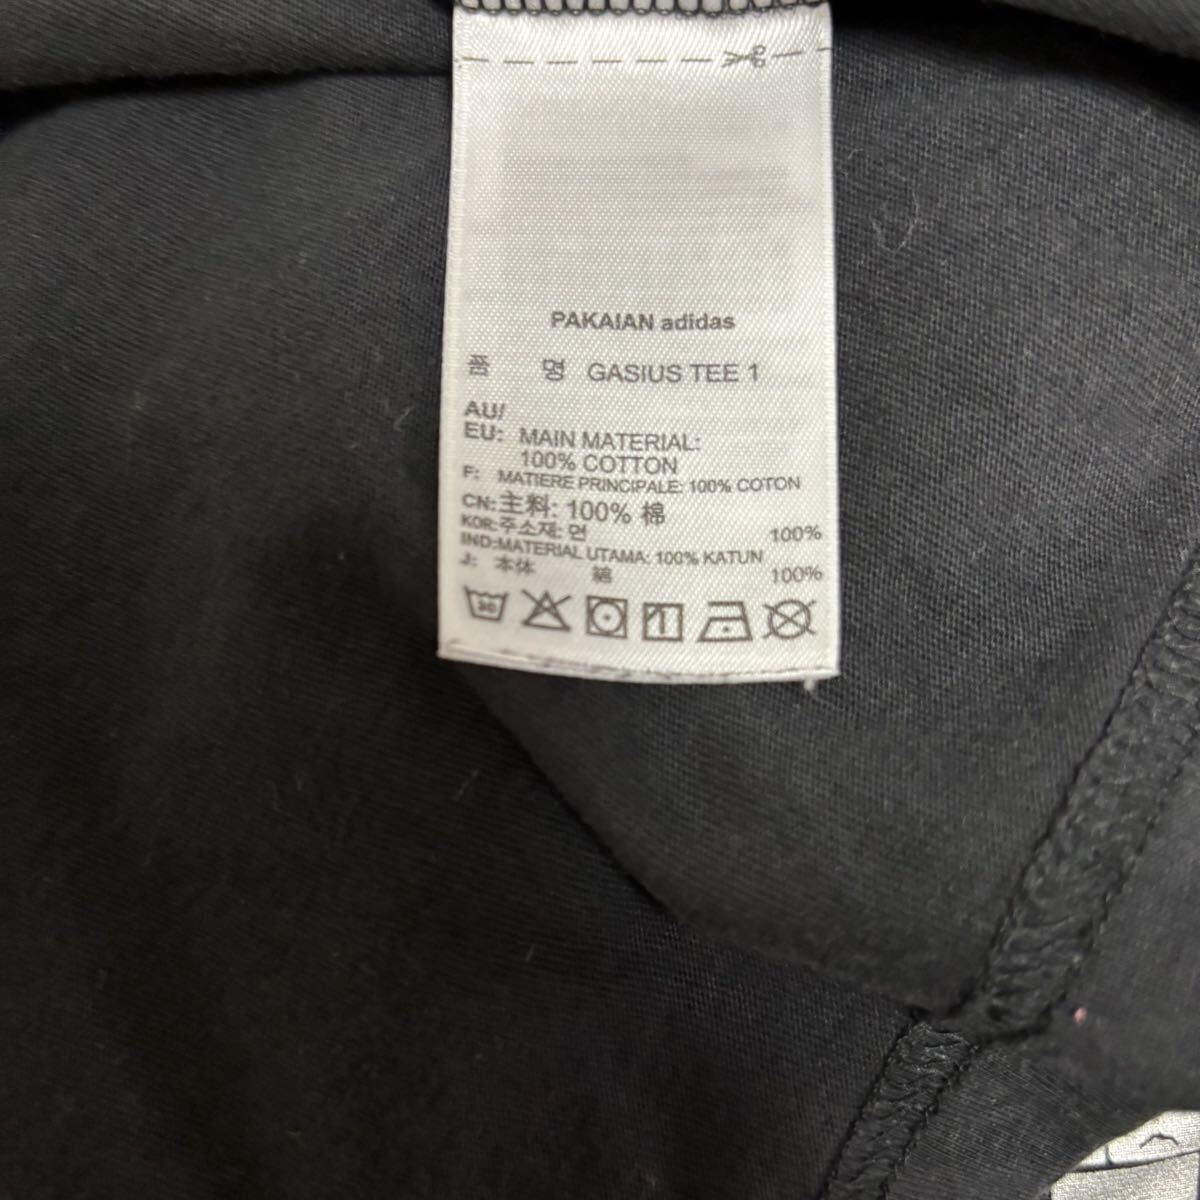 PAKAIAN adidas
품 명 GASIUS TEE 1
AU/
EU: MAIN MATERIAL:
100% COTTON
F: MATIERE PRINCIPALE: 100% COTON
CN:主料: 100% 棉
KOR:주소재: 면 100%
IND:MATERIAL UTAMA: 100% KATUN
J: 本体 綿 100%
30